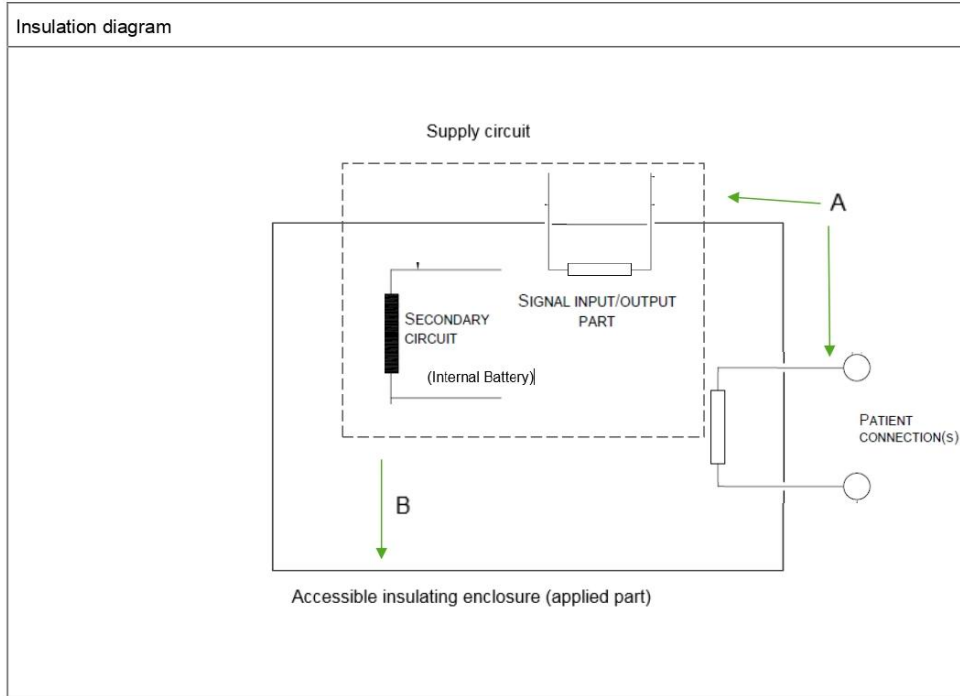 Insulation diagram
Supply circuit
A
SIGNAL INPUT/OUTPUT
PART
SECONDARY
CIRCUIT
(Internal Battery)
PATIENT
CONNECTION(S)
B
Accessible insulating enclosure (applied part)